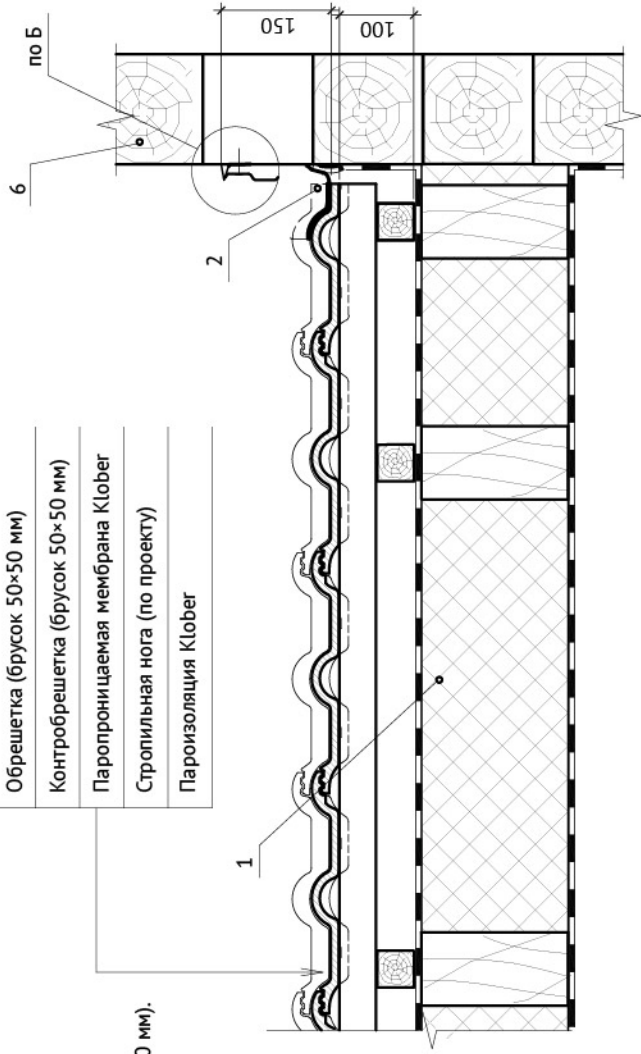 Обрешетка (брусок 50×50 мм)
Контробрешетка (брусок 50×50 мм)
Паропроницаемая мембрана Klober
Стропильная нога (по проекту)
Пароизоляция Klober
0 мм).
1
2
6
по Б
150
100